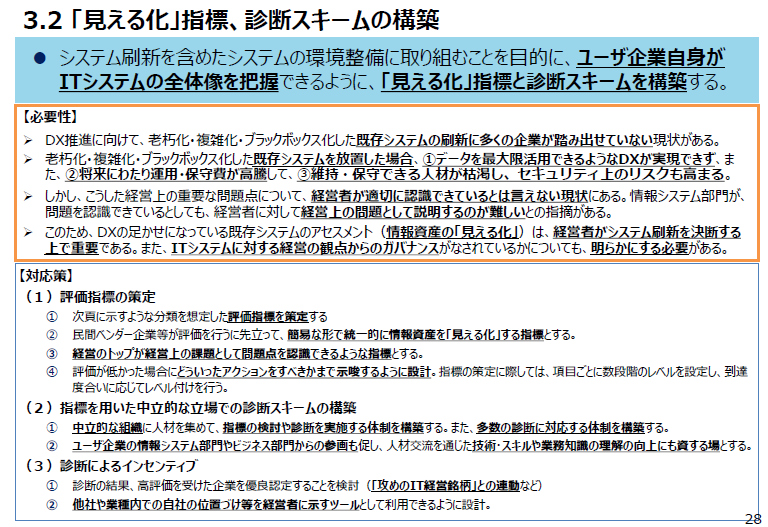 3.2 「見える化」指標、診断スキームの構築
● システム刷新を含めたシステムの環境整備に取り組むことを目的に、ユーザ企業自身が
ITシステムの全体像を把握できるように、「見える化」指標と診断スキームを構築する。
【必要性】
➢ DX推進に向けて、老朽化・複雑化・ブラックボックス化した既存システムの刷新に多くの企業が踏み出せていない現状がある。
➢ 老朽化・複雑化・ブラックボックス化した既存システムを放置した場合、①データを最大限活用できるようなDXが実現できず、ま
た、②将来にわたり運用・保守費が高騰して、③維持・保守できる人材が枯渇し、セキュリティ上のリスクも高まる。
➢ しかし、こうした経営上の重要な問題点について、経営者が適切に認識できているとは言えない現状にある。情報システム部門が、
問題を認識できているとしても、経営者に対して経営上の問題として説明するのが難しいとの指摘がある。
➢ このため、DXの足かせになっている既存システムのアセスメント（情報資産の「見える化」）は、経営者がシステム刷新を決断する
上で重要である。また、ITシステムに対する経営の観点からのガバナンスがなされているかについても、明らかにする必要がある。
【対応策】
（１）評価指標の策定
① 次頁に示すような分類を想定した評価指標を策定する
② 民間ベンダー企業等が評価を行うに先立って、簡易な形で統一的に情報資産を「見える化」する指標とする。
③ 経営のトップが経営上の課題として問題点を認識できるような指標とする。
④ 評価が低かった場合にどういったアクションをすべきかまで示唆するように設計。指標の策定に際しては、項目ごとに数段階のレベルを設定し、到達
度合いに応じてレベル付けを行う。
（２）指標を用いた中立的な立場での診断スキームの構築
① 中立的な組織に人材を集めて、指標の検討や診断を実施する体制を構築する。また、多数の診断に対応する体制を構築する。
② ユーザ企業の情報システム部門やビジネス部門からの参画も促し、人材交流を通じた技術・スキルや業務知識の理解の向上にも資する場とする。
（３）診断によるインセンティブ
① 診断の結果、高評価を受けた企業を優良認定することを検討（「攻めのIT経営銘柄」との連動など）
② 他社や業種内での自社の位置づけ等を経営者に示すツールとして利用できるように設計。
28